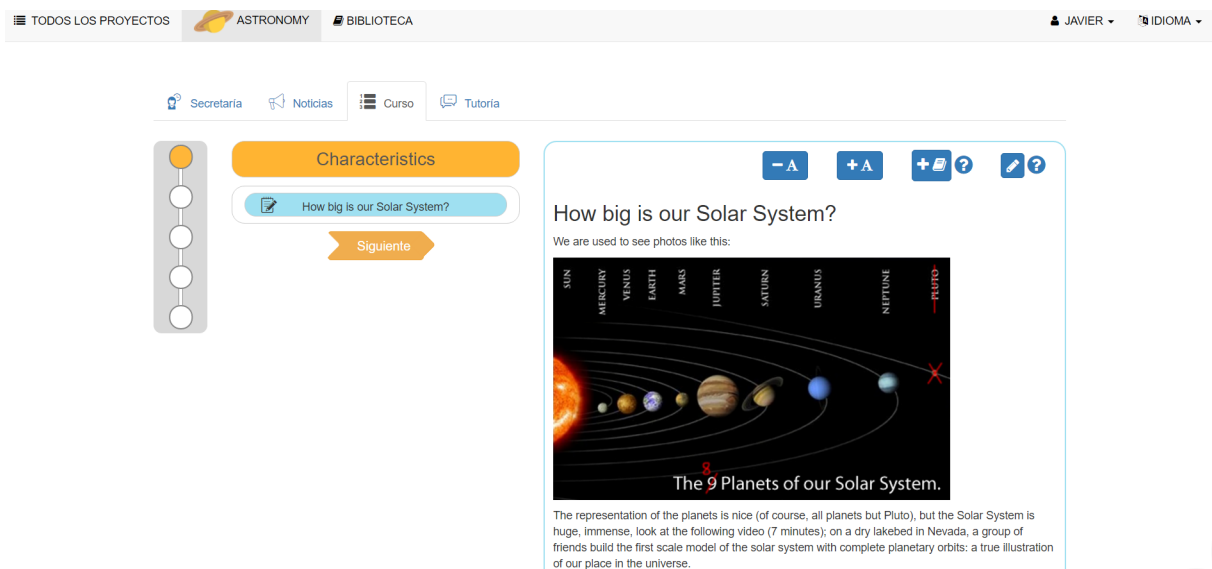 TODOS LOS PROYECTOS ASTRONOMY BIBLIOTECA JAVIER IDIOMA
Secretaría Noticias Curso Tutoría
Characteristics
How big is our Solar System?
Siguiente
- A + A +
How big is our Solar System?
We are used to see photos like this:
SUN MERCURY VENUS EARTH MARS JUPITER SATURN URANUS NEPTUNE PLUTO
8
The 9 Planets of our Solar System.
The representation of the planets is nice (of course, all planets but Pluto), but the Solar System is
huge, immense, look at the following video (7 minutes); on a dry lakebed in Nevada, a group of
friends build the first scale model of the solar system with complete planetary orbits: a true illustration
of our place in the universe.